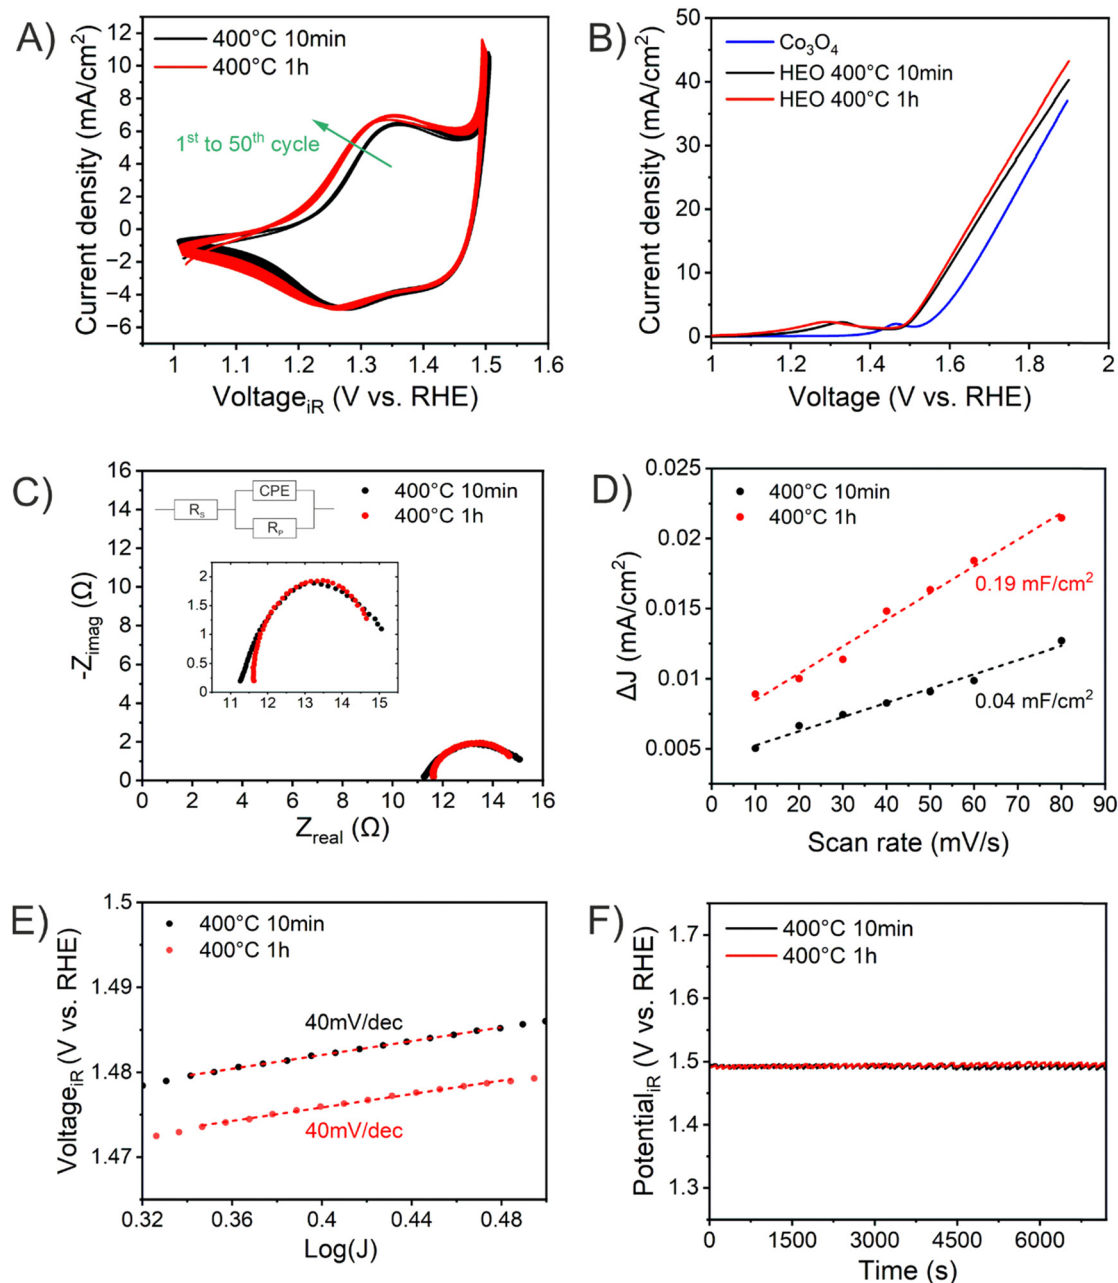 A)
Current density (mA/cm²)
12
10
8
6
4
2
0
−2
−4
−6
400°C 10min
400°C 1h
1st to 50th cycle
1
1.1
1.2
1.3
1.4
1.5
1.6
VoltageiR (V vs. RHE)
B)
Current density (mA/cm²)
50
40
30
20
10
0
Co₃O₄
HEO 400°C 10min
HEO 400°C 1h
1
1.2
1.4
1.6
1.8
2
Voltage (V vs. RHE)
C)
-Zimag (Ω)
16
14
12
10
8
6
4
2
0
RS
CPE
RP
400°C 10min
400°C 1h
2
1.5
1
0.5
0
11
12
13
14
15
0
2
4
6
8
10
12
14
16
Zreal (Ω)
D)
ΔJ (mA/cm²)
0.025
0.02
0.015
0.01
0.005
400°C 10min
400°C 1h
0.19 mF/cm²
0.04 mF/cm²
0
10
20
30
40
50
60
70
80
90
Scan rate (mV/s)
E)
VoltageiR (V vs. RHE)
1.5
1.49
1.48
1.47
400°C 10min
400°C 1h
40mV/dec
40mV/dec
0.32
0.36
0.4
0.44
0.48
Log(J)
F)
PotentialiR (V vs. RHE)
1.7
1.6
1.5
1.4
1.3
400°C 10min
400°C 1h
0
1500
3000
4500
6000
Time (s)